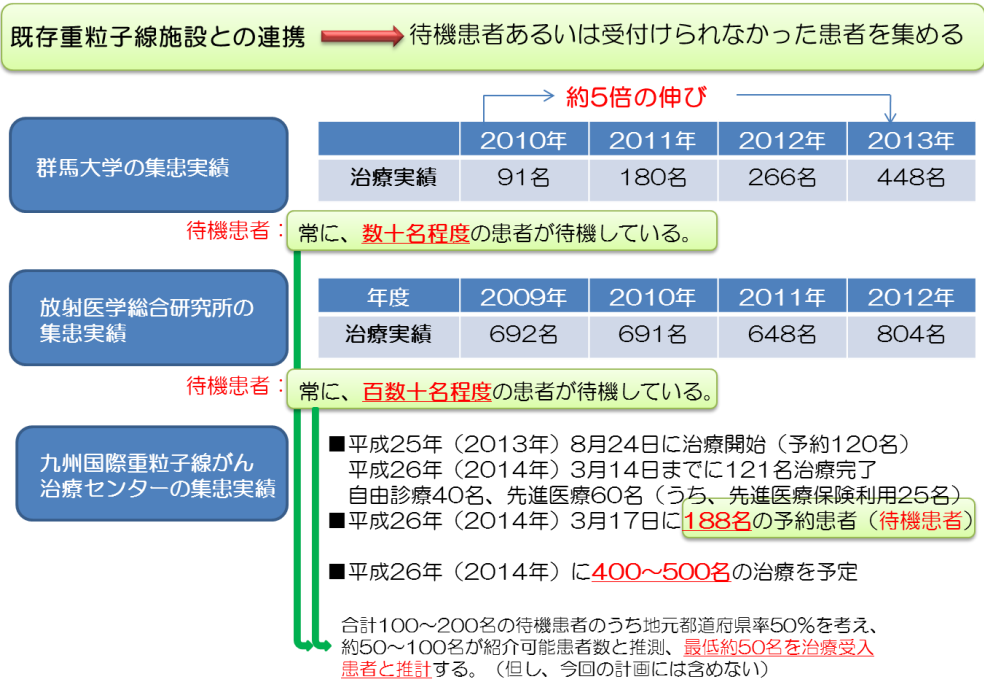 既存重粒子線施設との連携 待機患者あるいは受付けられなかった患者を集める
約5倍の伸び
群馬大学の集患実績
2010年 2011年 2012年 2013年
治療実績 91名 180名 266名 448名
待機患者： 常に、数十名程度の患者が待機している。
放射医学総合研究所の
集患実績
年度 2009年 2010年 2011年 2012年
治療実績 692名 691名 648名 804名
待機患者： 常に、百数十名程度の患者が待機している。
九州国際重粒子線がん
治療センターの集患実績
■平成25年（2013年）8月24日に治療開始（予約120名）
平成26年（2014年）3月14日までに121名治療完了
自由診療40名、先進医療60名（うち、先進医療保険利用25名）
■平成26年（2014年）3月17日に188名の予約患者（待機患者）
■平成26年（2014年）に400～500名の治療を予定
合計100～200名の待機患者のうち地元都道府県率50%を考え、
約50～100名が紹介可能患者数と推測、最低約50名を治療受入
患者と推計する。（但し、今回の計画には含めない）